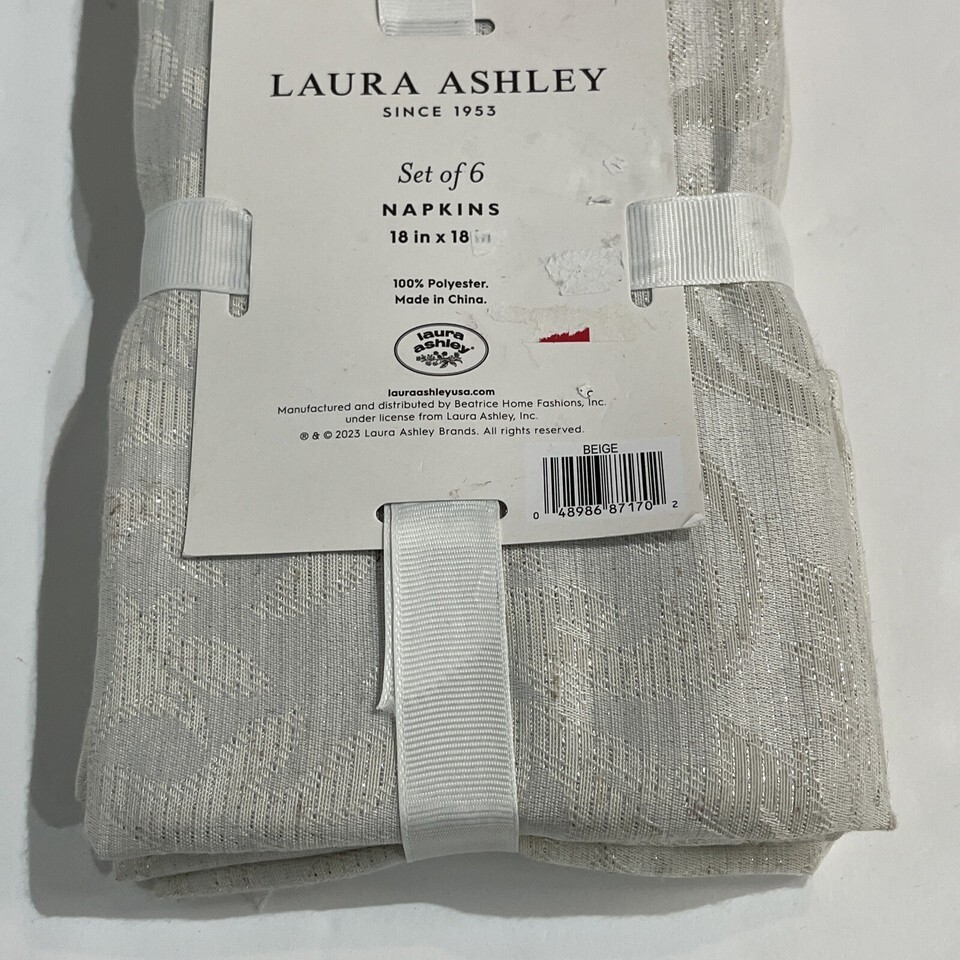 LAURA ASHLEY
SINCE 1953
Set of 6
NAPKINS
18 in x 18 in
100% Polyester.
Made in China.
laura
ashley®
lauraashleyusa.com
Manufactured and distributed by Beatrice Home Fashions, Inc.
under license from Laura Ashley, Inc.
® & © 2023 Laura Ashley Brands. All rights reserved.
BEIGE
0 48986 87170 2